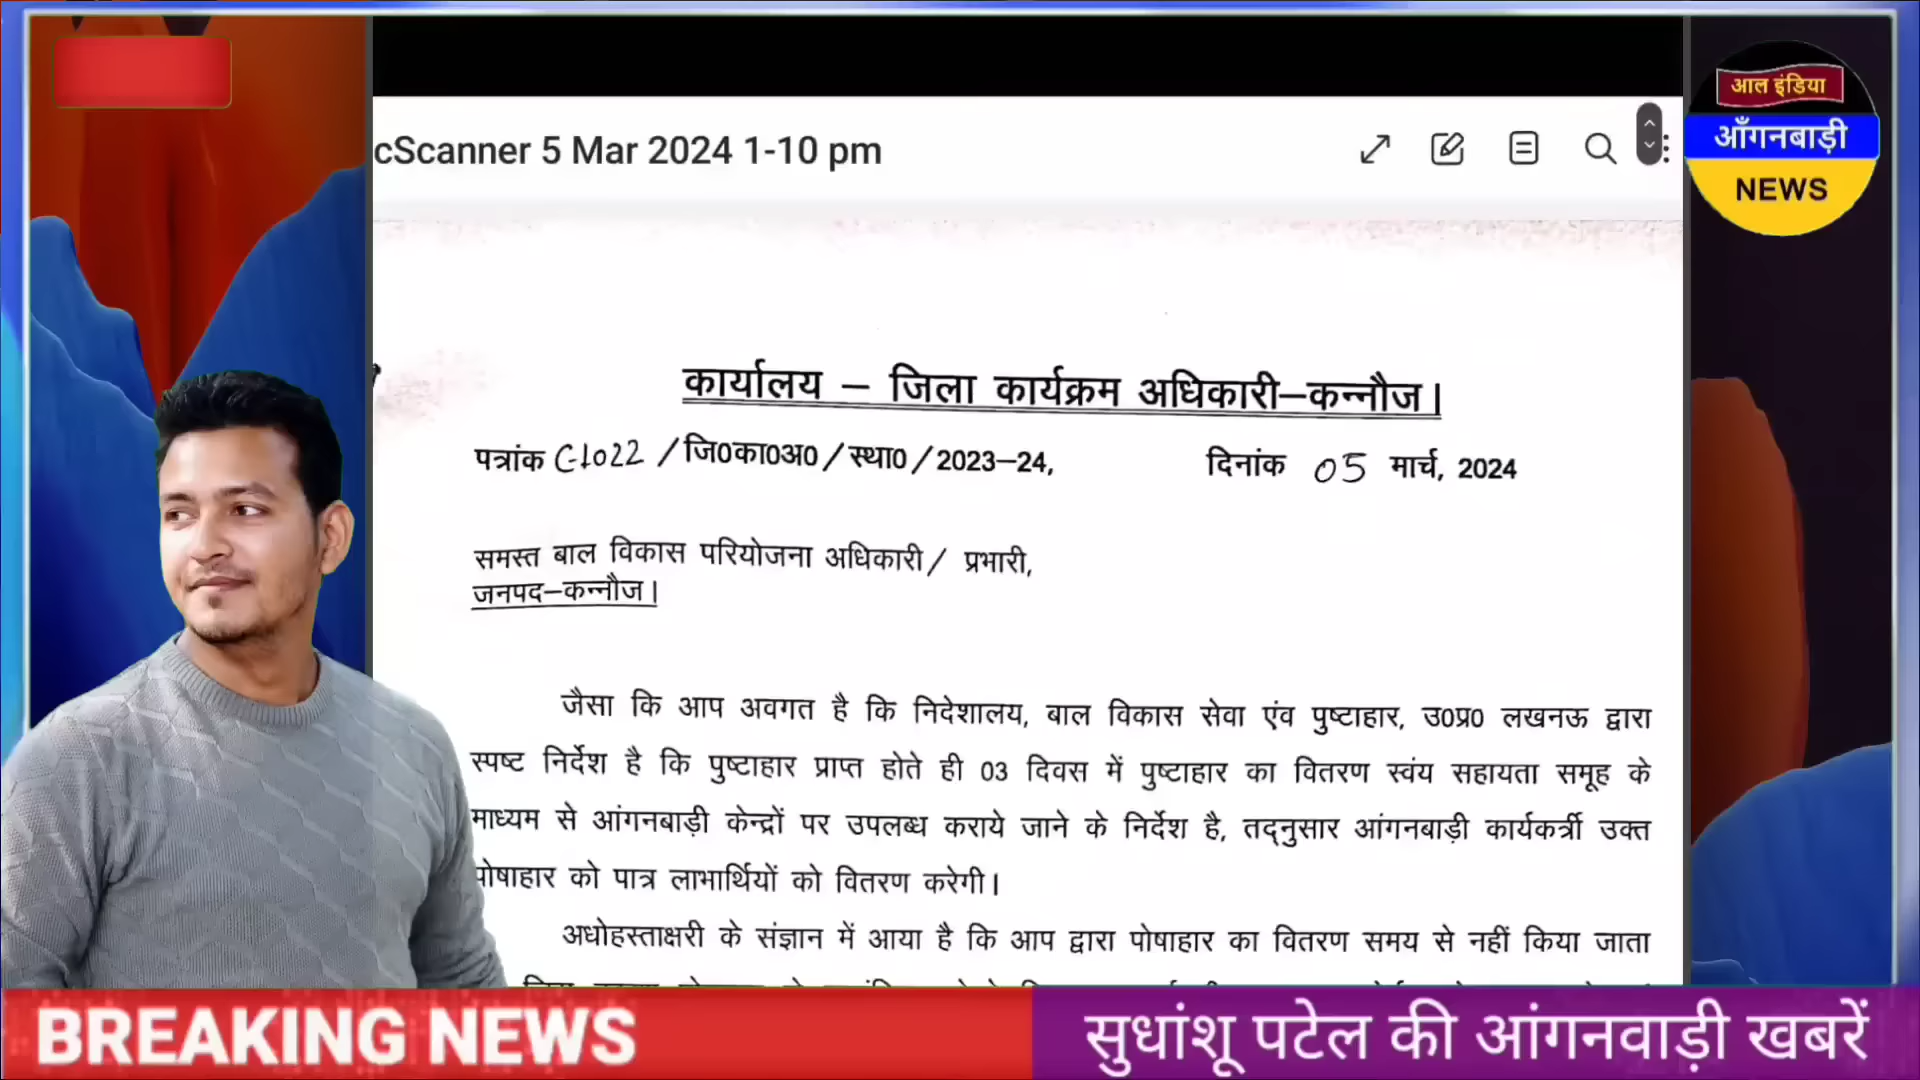 आल इंडिया
आँगनबाड़ी
NEWS
cScanner 5 Mar 2024 1-10 pm
कार्यालय – जिला कार्यक्रम अधिकारी–कन्नौज।
पत्रांक C-1022 /जि0का0अ0/स्था0/2023–24,
दिनांक 05 मार्च, 2024
समस्त बाल विकास परियोजना अधिकारी/ प्रभारी,
जनपद–कन्नौज।
जैसा कि आप अवगत है कि निदेशालय, बाल विकास सेवा एंव पुष्टाहार, उ0प्र0 लखनऊ द्वारा
स्पष्ट निर्देश है कि पुष्टाहार प्राप्त होते ही 03 दिवस में पुष्टाहार का वितरण स्वंय सहायता समूह के
माध्यम से आंगनबाड़ी केन्द्रों पर उपलब्ध कराये जाने के निर्देश है, तद्नुसार आंगनबाड़ी कार्यकर्त्री उक्त
पोषाहार को पात्र लाभार्थियों को वितरण करेगी।
अधोहस्ताक्षरी के संज्ञान में आया है कि आप द्वारा पोषाहार का वितरण समय से नहीं किया जाता
BREAKING NEWS
सुधांशू पटेल की आंगनवाड़ी खबरें